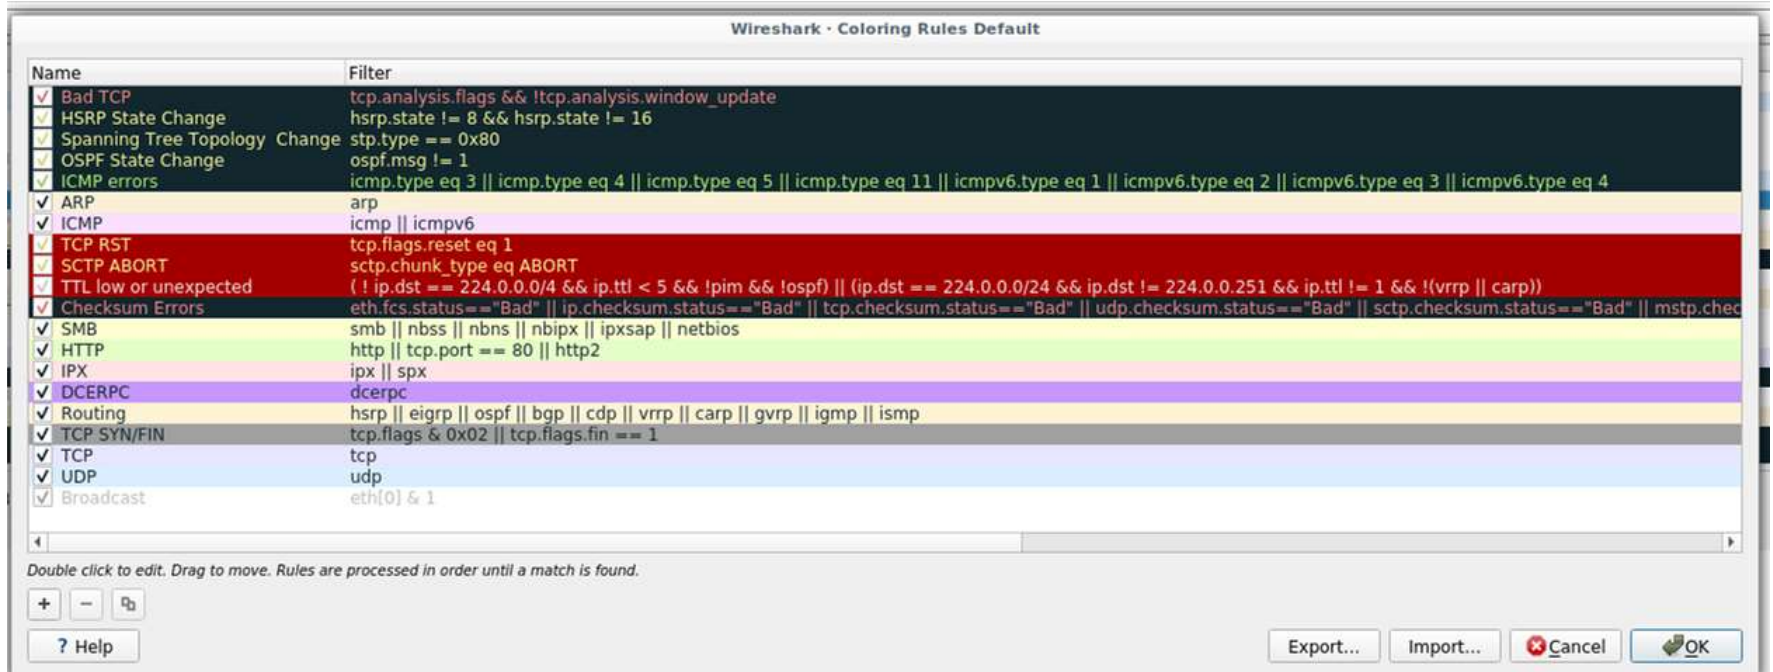 Wireshark · Coloring Rules Default
Name Filter
Bad TCP tcp.analysis.flags && !tcp.analysis.window_update
HSRP State Change hsrp.state != 8 && hsrp.state != 16
Spanning Tree Topology  Change stp.type == 0x80
OSPF State Change ospf.msg != 1
ICMP errors icmp.type eq 3 || icmp.type eq 4 || icmp.type eq 5 || icmp.type eq 11 || icmpv6.type eq 1 || icmpv6.type eq 2 || icmpv6.type eq 3 || icmpv6.type eq 4
ARP arp
ICMP icmp || icmpv6
TCP RST tcp.flags.reset eq 1
SCTP ABORT sctp.chunk_type eq ABORT
TTL low or unexpected ( ! ip.dst == 224.0.0.0/4 && ip.ttl < 5 && !pim && !ospf) || (ip.dst == 224.0.0.0/24 && ip.dst != 224.0.0.251 && ip.ttl != 1 && !(vrrp || carp))
Checksum Errors eth.fcs.status=="Bad" || ip.checksum.status=="Bad" || tcp.checksum.status=="Bad" || udp.checksum.status=="Bad" || sctp.checksum.status=="Bad" || mstp.chec
SMB smb || nbss || nbns || nbipx || ipxsap || netbios
HTTP http || tcp.port == 80 || http2
IPX ipx || spx
DCERPC dcerpc
Routing hsrp || eigrp || ospf || bgp || cdp || vrrp || carp || gvrp || igmp || ismp
TCP SYN/FIN tcp.flags & 0x02 || tcp.flags.fin == 1
TCP tcp
UDP udp
Broadcast eth[0] & 1
Double click to edit. Drag to move. Rules are processed in order until a match is found.
? Help Export... Import... Cancel OK